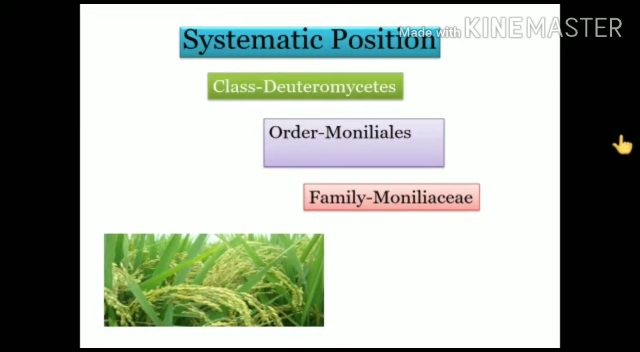 Made with KINEMASTER
Systematic Position
Class-Deuteromycetes
Order-Moniliales
Family-Moniliaceae